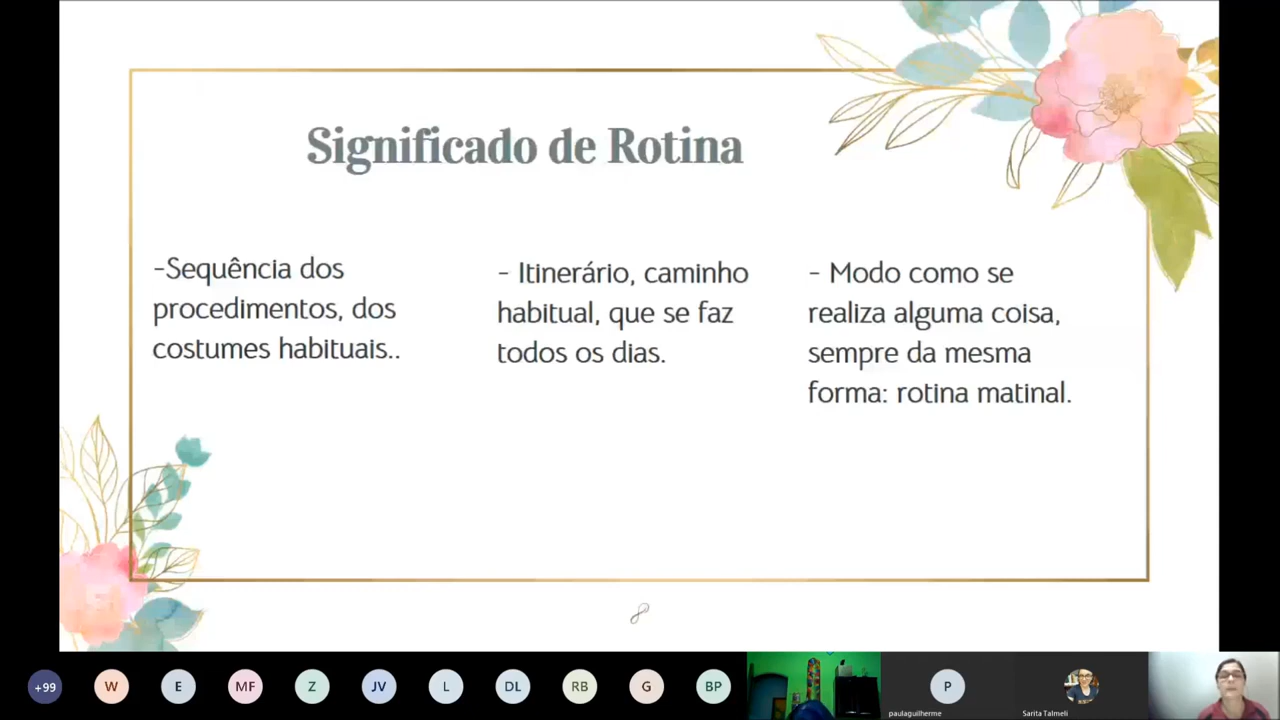 Significado de Rotina
-Sequência dos
procedimentos, dos
costumes habituais..
- Itinerário, caminho
habitual, que se faz
todos os dias.
- Modo como se
realiza alguma coisa,
sempre da mesma
forma: rotina matinal.
8
+99
W
E
MF
Z
JV
L
DL
RB
G
BP
P
paulaguilherme
Sarita Talmeli